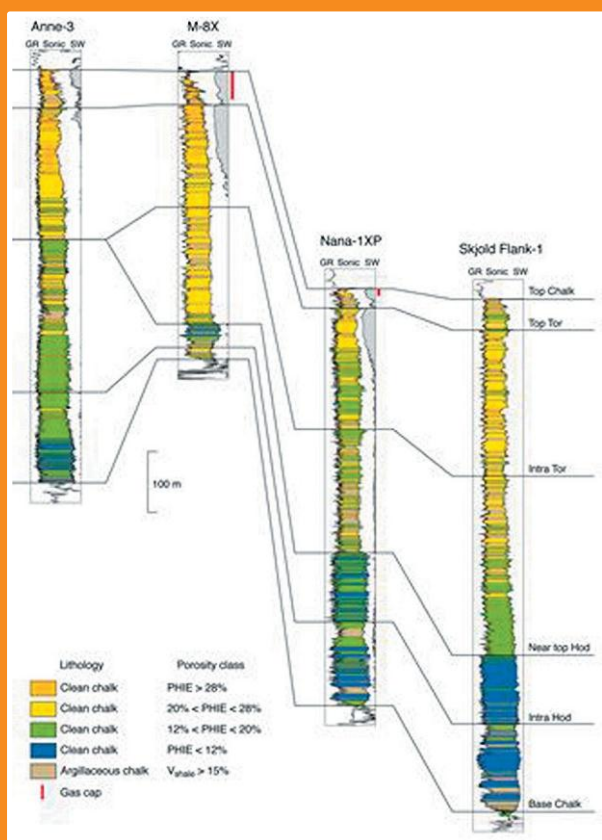 Anne-3
GR Sonic SW
M-8X
GR Sonic SW
Nana-1XP
GR Sonic SW
Skjold Flank-1
GR Sonic SW
Top Chalk
Top Tor
Intra Tor
Near top Hod
Intra Hod
Base Chalk
100 m
Lithology Porosity class
Clean chalk PHIE > 28%
Clean chalk 20% < PHIE < 28%
Clean chalk 12% < PHIE < 20%
Clean chalk PHIE < 12%
Argillaceous chalk Vshale > 15%
Gas cap